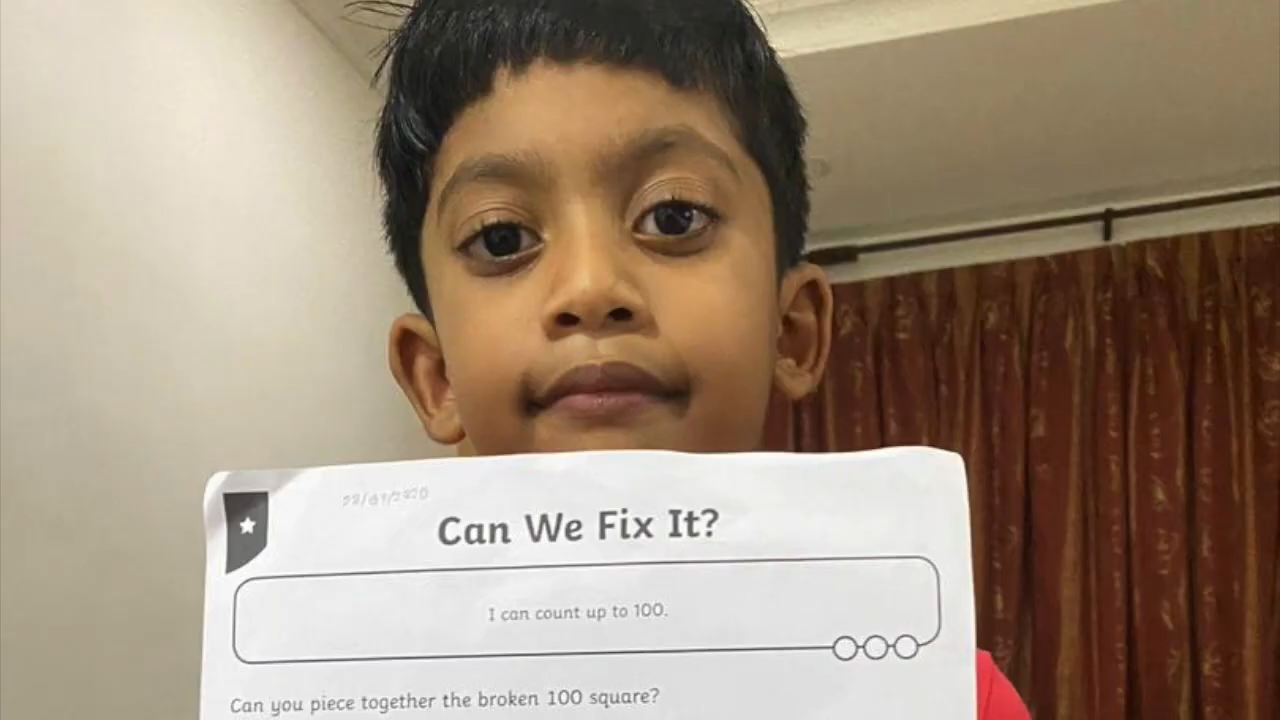 Can We Fix It?
I can count up to 100.
Can you piece together the broken 100 square?